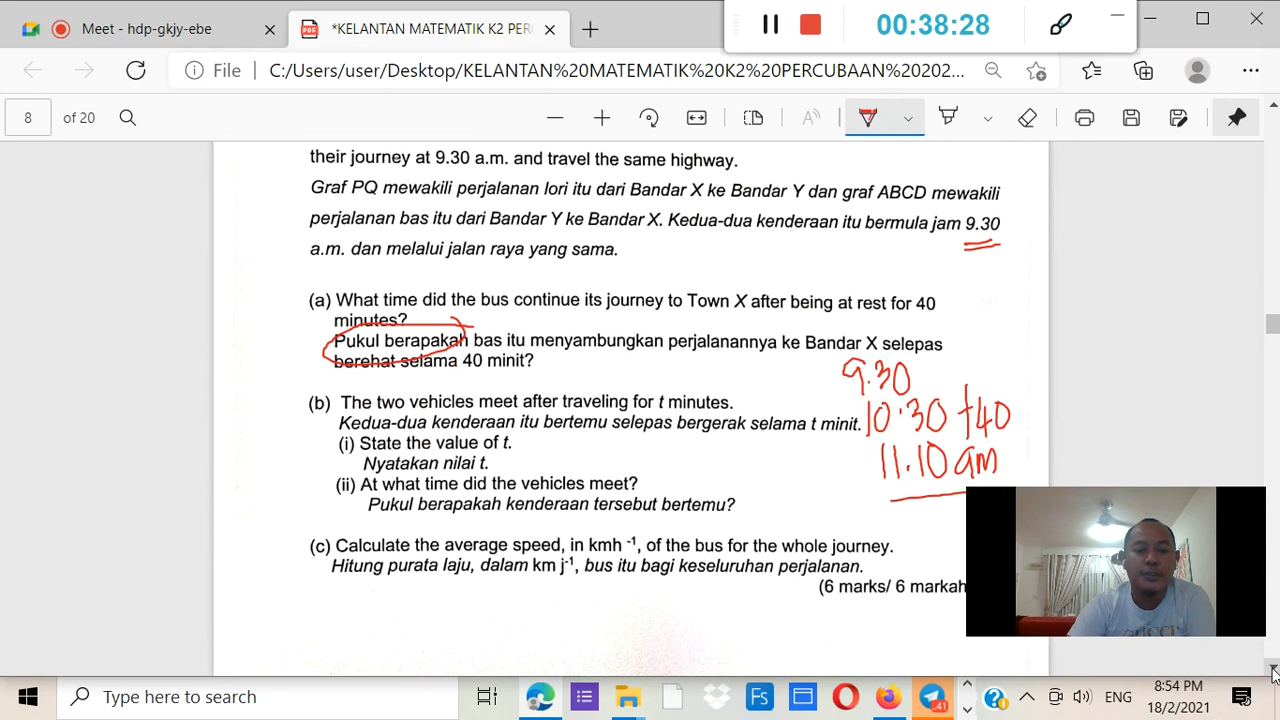 Meet - hdp-gkjy-ebe
*KELANTAN MATEMATIK K2 PER
00:38:28
File
C:/Users/user/Desktop/KELANTAN%20MATEMATIK%20K2%20PERCUBAAN%20202...
8 of 20
their journey at 9.30 a.m. and travel the same highway.
Graf PQ mewakili perjalanan lori itu dari Bandar X ke Bandar Y dan graf ABCD mewakili
perjalanan bas itu dari Bandar Y ke Bandar X. Kedua-dua kenderaan itu bermula jam 9.30
a.m. dan melalui jalan raya yang sama.
(a) What time did the bus continue its journey to Town X after being at rest for 40
minutes?
Pukul berapakah bas itu menyambungkan perjalanannya ke Bandar X selepas
berehat selama 40 minit?
9.30
(b) The two vehicles meet after traveling for t minutes.
Kedua-dua kenderaan itu bertemu selepas bergerak selama t minit.
10.30 +40
(i) State the value of t.
Nyatakan nilai t.
11.10 am
(ii) At what time did the vehicles meet?
Pukul berapakah kenderaan tersebut bertemu?
(c) Calculate the average speed, in kmh -1, of the bus for the whole journey.
Hitung purata laju, dalam km j-1, bus itu bagi keseluruhan perjalanan.
(6 marks/ 6 markah
GUCCI
Type here to search
Fs
41
ENG
8:54 PM
18/2/2021